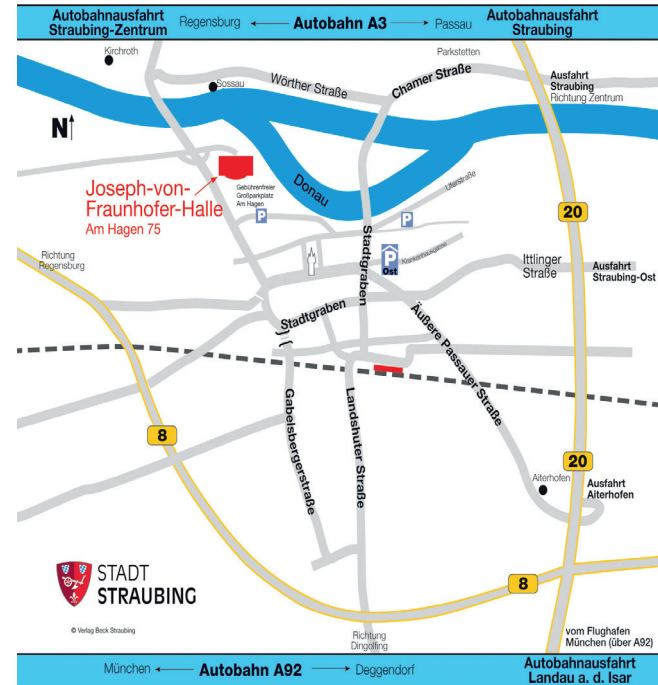 Autobahnausfahrt
Straubing-Zentrum
Regensburg
Autobahn A3
Passau
Autobahnausfahrt
Straubing
Kirchroth
Parkstetten
Sossau
Wörther Straße
Chamer Straße
Ausfahrt
Straubing
Richtung Zentrum
N
Joseph-von-
Fraunhofer-Halle
Am Hagen 75
Gebührenfreier
Großparkplatz
Am Hagen
P
Donau
Uferstraße
P
20
Richtung
Regensburg
P
Ost
Krankenhausgasse
Stadtgraben
Ittlinger
Straße
Ausfahrt
Straubing-Ost
Stadtgraben
Äußere Passauer Straße
8
Gabelsbergerstraße
Landshuter Straße
20
Aiterhofen
Ausfahrt
Aiterhofen
STADT
STRAUBING
8
© Verlag Beck Straubing
Richtung
Dingolfing
vom Flughafen
München (über A92)
München
Autobahn A92
Deggendorf
Autobahnausfahrt
Landau a. d. Isar